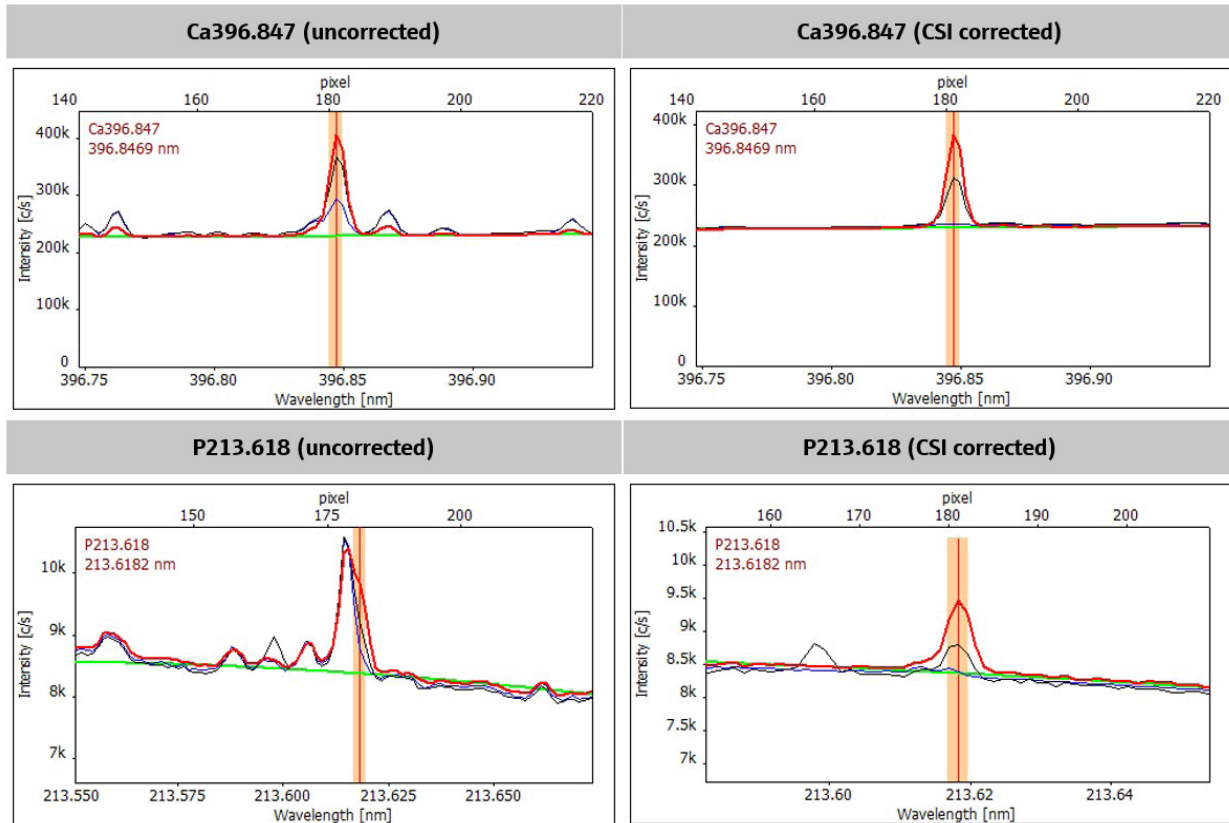 Ca396.847 (uncorrected)
Ca396.847 (CSI corrected)
pixel
140 160 180 200 220
Ca396.847
396.8469 nm
400k
300k
200k
100k
0
Intensity [c/s]
396.75 396.80 396.85 396.90
Wavelength [nm]
pixel
140 160 180 200 220
Ca396.847
396.8469 nm
400k
300k
200k
100k
0
Intensity [c/s]
396.75 396.80 396.85 396.90
Wavelength [nm]
P213.618 (uncorrected)
P213.618 (CSI corrected)
pixel
150 175 200
P213.618
213.6182 nm
10k
9k
8k
7k
Intensity [c/s]
213.550 213.575 213.600 213.625 213.650
Wavelength [nm]
pixel
160 170 180 190 200
P213.618
213.6182 nm
10.5k
10k
9.5k
9k
8.5k
8k
7.5k
7k
Intensity [c/s]
213.60 213.62 213.64
Wavelength [nm]